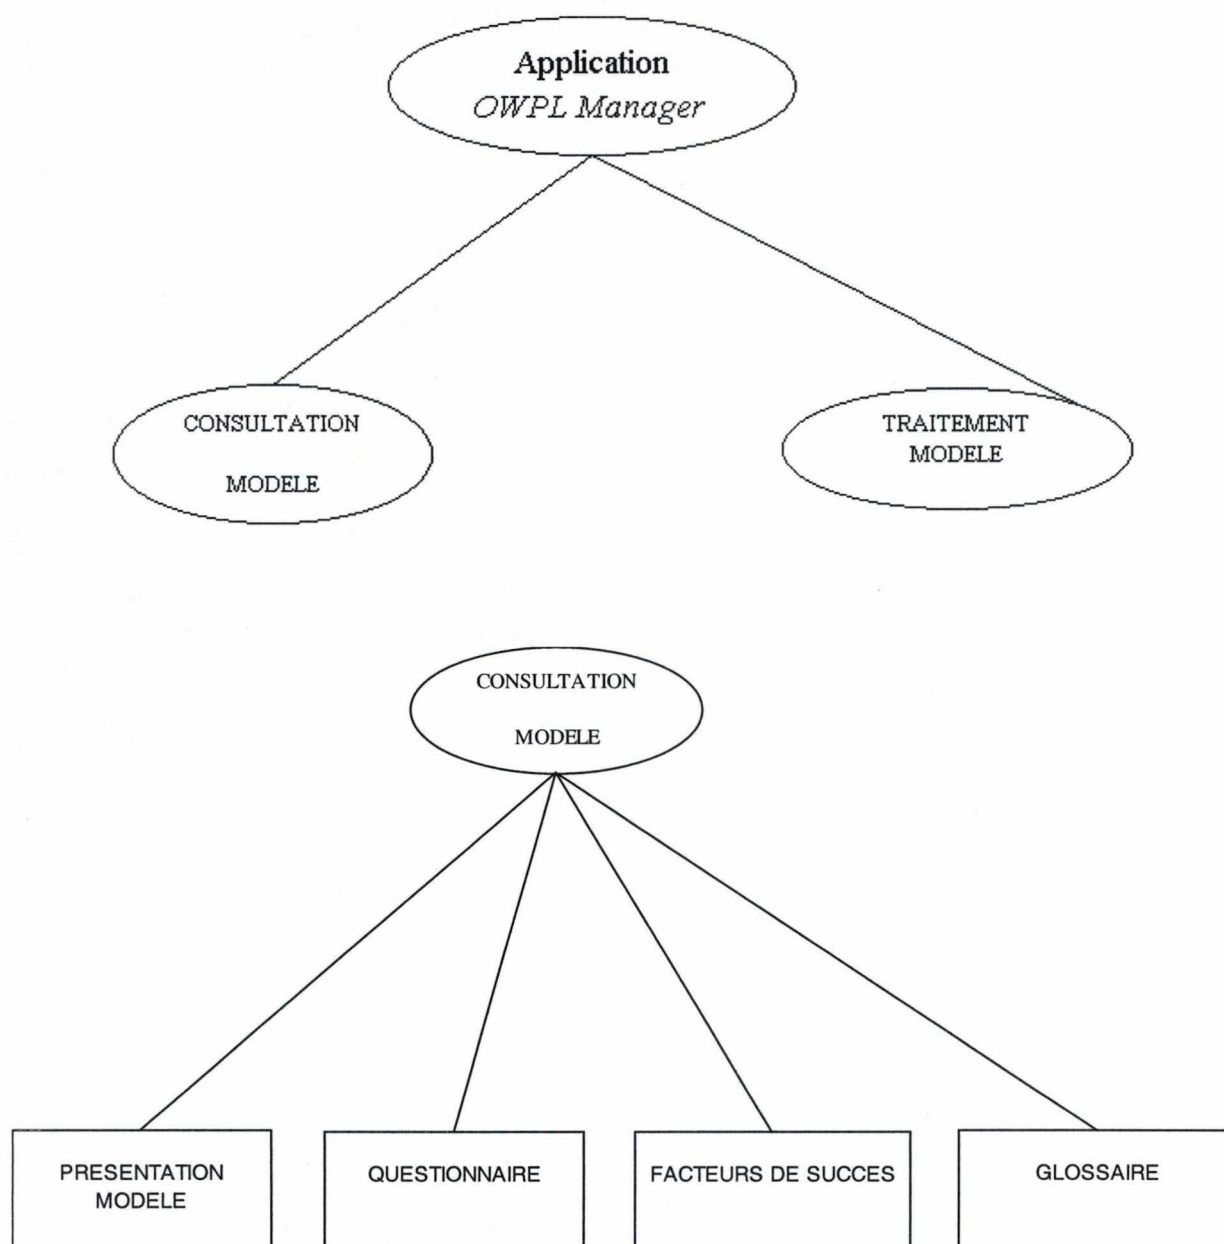 Application
OWPL Manager
CONSULTATION
MODELE
TRAITEMENT
MODELE
CONSULTATION
MODELE
PRESENTATION
MODELE
QUESTIONNAIRE
FACTEURS DE SUCCES
GLOSSAIRE